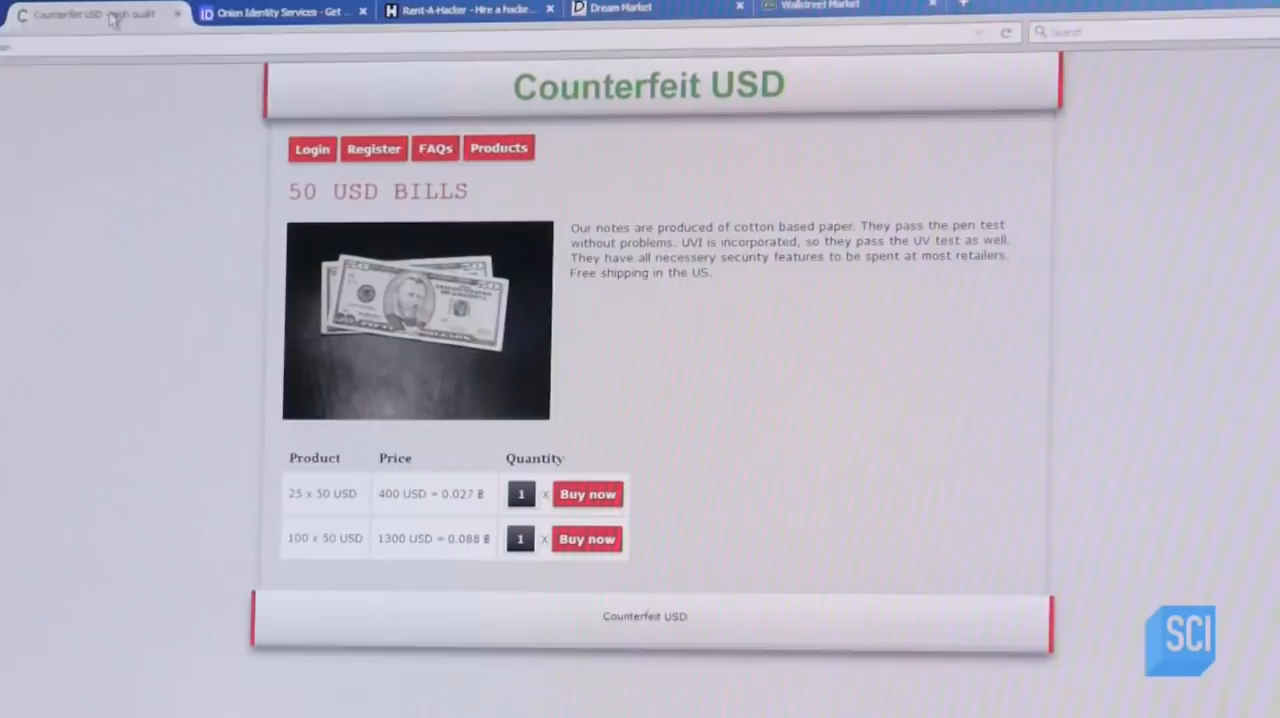 Counterfeit USD
Onion Identity Services - Get ...
Rent-A-Hacker - Hire a hacke...
Dream Market
Wallstreet Market
Search
Counterfeit USD
Login
Register
FAQs
Products
50 USD BILLS
Our notes are produced of cotton based paper. They pass the pen test
without problems. UVI is incorporated, so they pass the UV test as well.
They have all necessery security features to be spent at most retailers.
Free shipping in the US.
Product Price Quantity
25 x 50 USD 400 USD = 0.027 ฿ 1 X Buy now
100 x 50 USD 1300 USD = 0.088 ฿ 1 X Buy now
Counterfeit USD
SCI